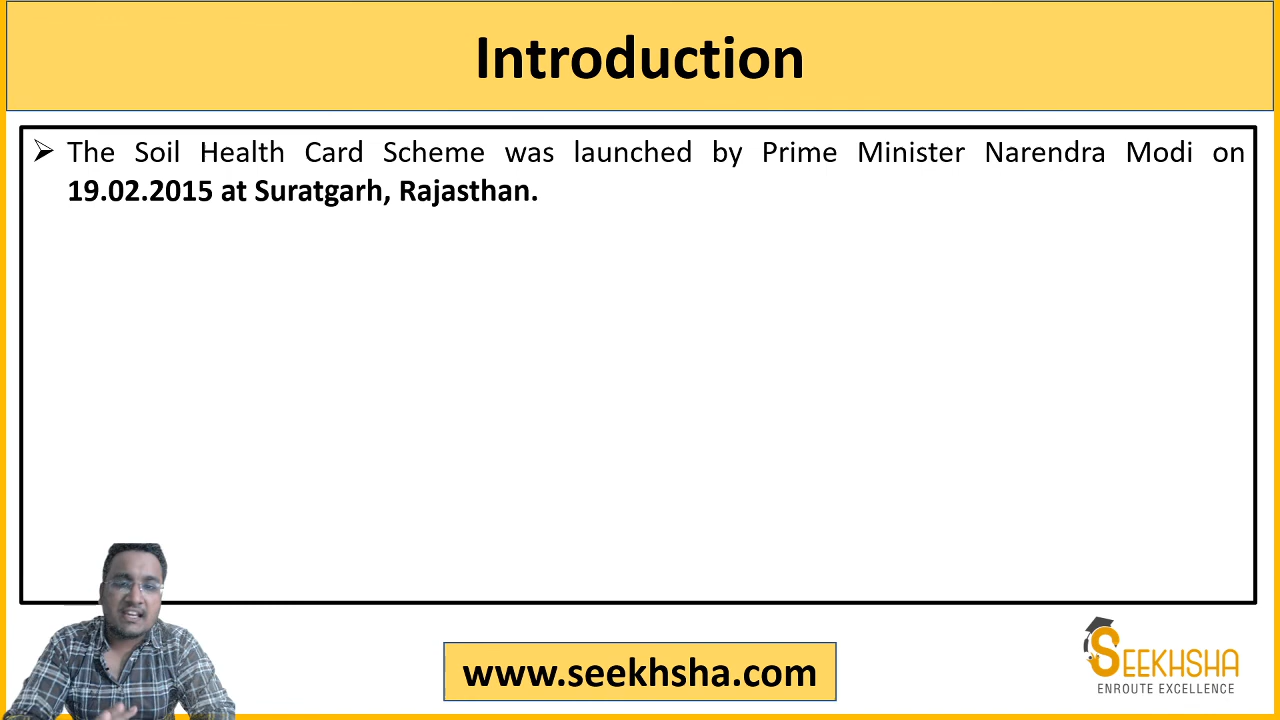 Introduction
➢ The Soil Health Card Scheme was launched by Prime Minister Narendra Modi on
19.02.2015 at Suratgarh, Rajasthan.
www.seekhsha.com
SEEKHSHA
ENROUTE EXCELLENCE